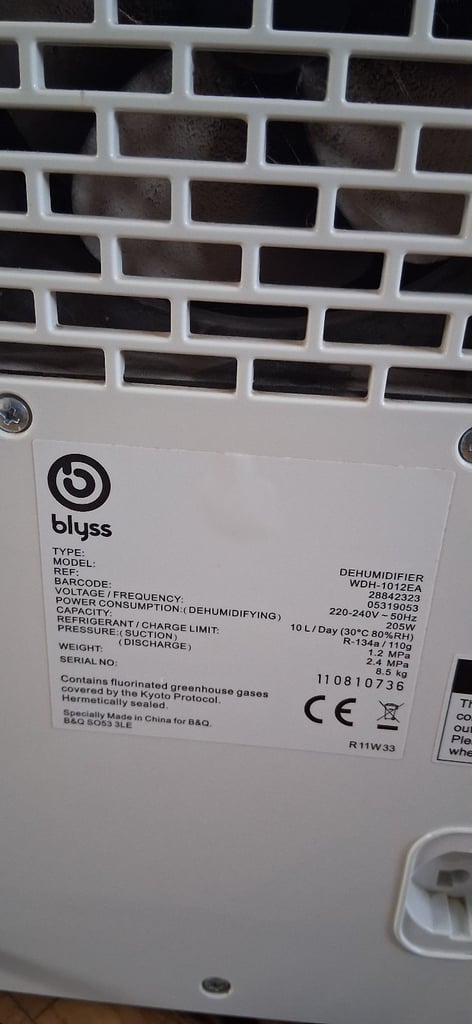 blyss
TYPE: DEHUMIDIFIER
MODEL: WDH-1012EA
REF: 28842323
BARCODE: 05319053
VOLTAGE / FREQUENCY: 220-240V ~ 50Hz
POWER CONSUMPTION:(DEHUMIDIFYING) 205W
CAPACITY: 10 L / Day (30°C 80%RH)
REFRIGERANT / CHARGE LIMIT: R-134a / 110g
PRESSURE:(SUCTION) 1.2 MPa
(DISCHARGE) 2.4 MPa
WEIGHT: 8.5 kg
SERIAL NO: 110810736
Contains fluorinated greenhouse gases
covered by the Kyoto Protocol.
Hermetically sealed.
Specially Made in China for B&Q.
B&Q SO53 3LE
CE
R11W33